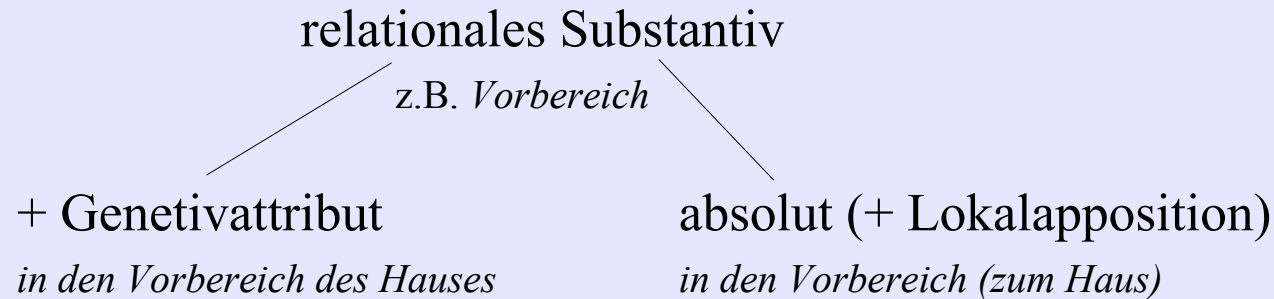 relationales Substantiv
z.B. Vorbereich
+ Genetivattribut
absolut (+ Lokalapposition)
in den Vorbereich des Hauses
in den Vorbereich (zum Haus)